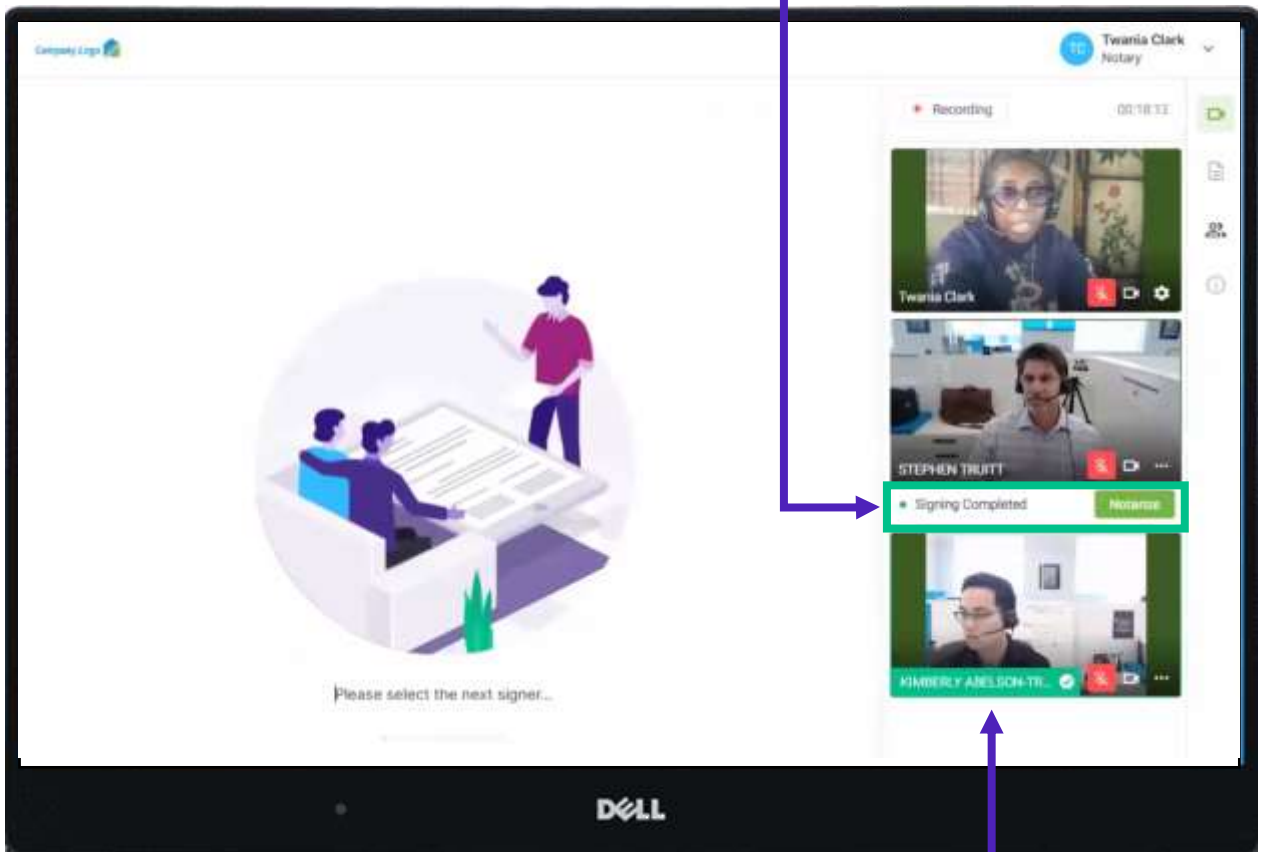 Company Logo
TC
Twania Clark
Notary
Recording
00:18:13
Twania Clark
STEPHEN TRUITT
Signing Completed
Notarize
KIMBERLY ABELSON-TR...
Please select the next signer...
DELL